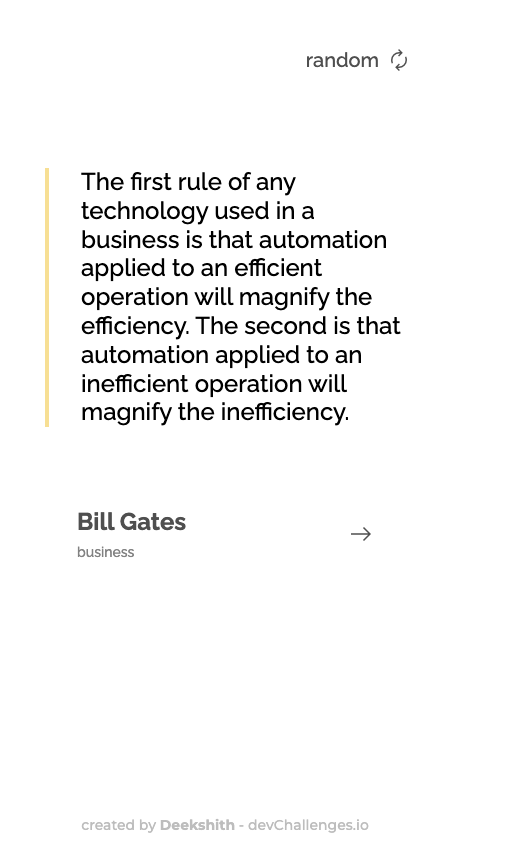 random
The first rule of any
technology used in a
business is that automation
applied to an efficient
operation will magnify the
efficiency. The second is that
automation applied to an
inefficient operation will
magnify the inefficiency.
Bill Gates
business
created by Deekshith - devChallenges.io